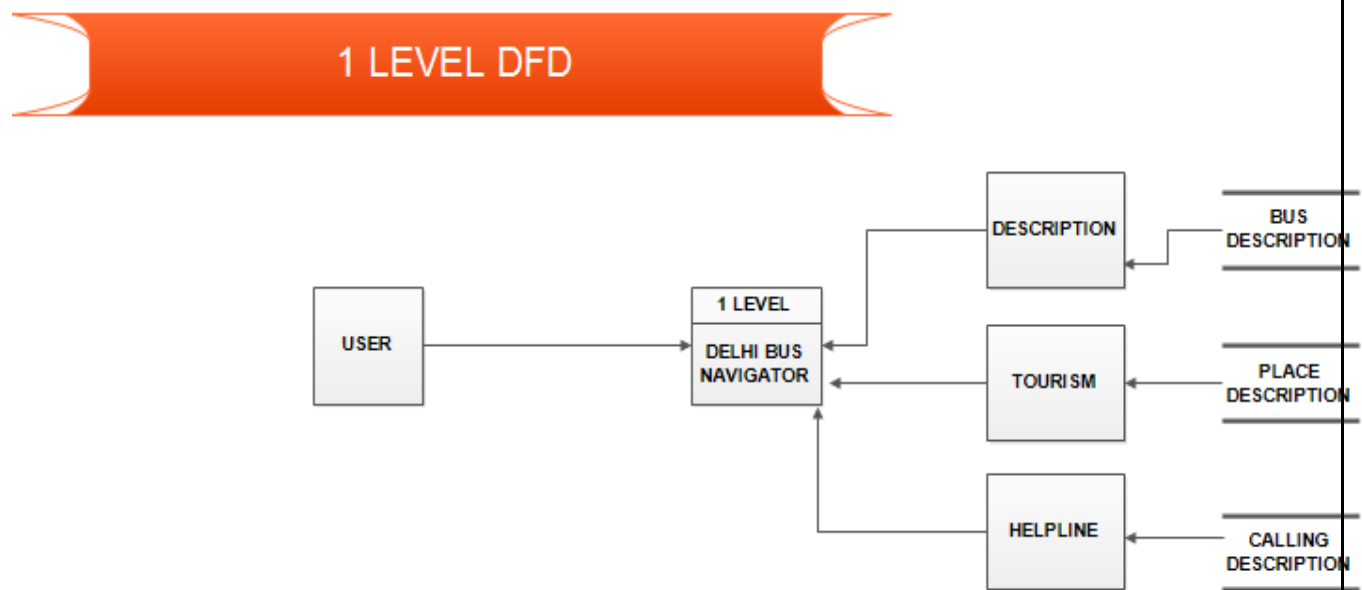 1 LEVEL DFD
DESCRIPTION
BUS
DESCRIPTION
USER
1 LEVEL
DELHI BUS
NAVIGATOR
TOURISM
PLACE
DESCRIPTION
HELPLINE
CALLING
DESCRIPTION